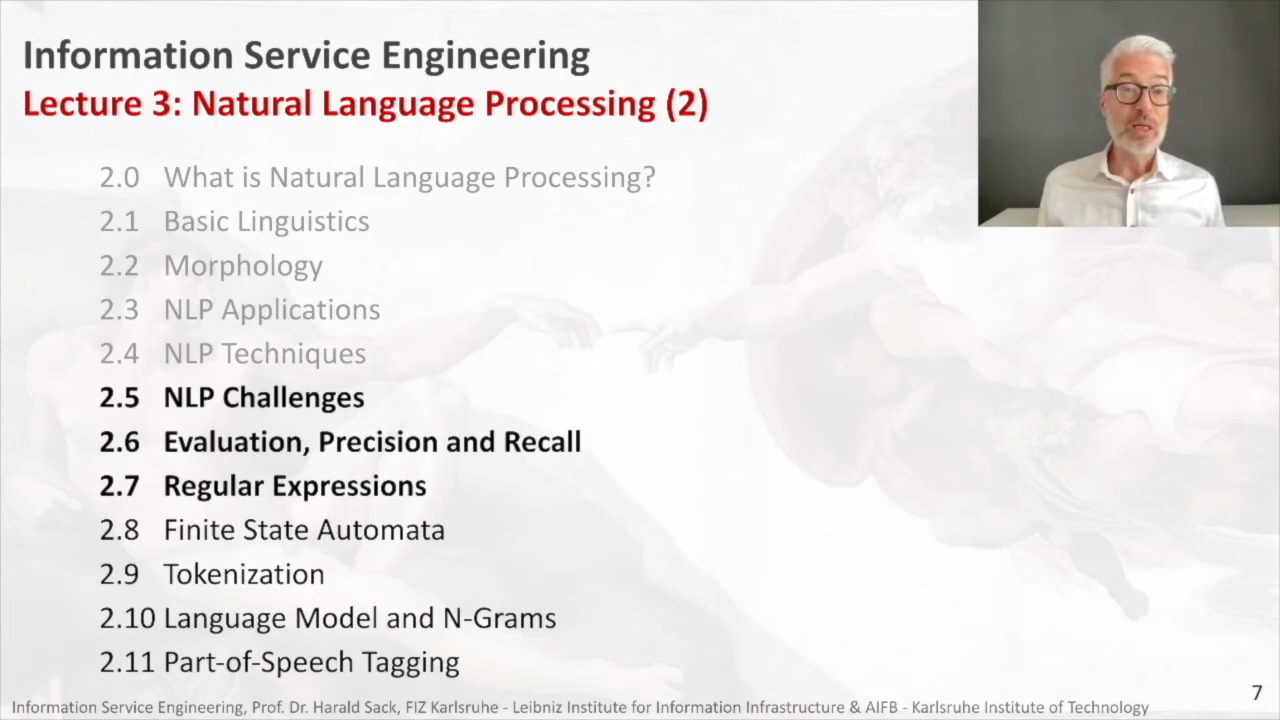 Information Service Engineering
Lecture 3: Natural Language Processing (2)
2.0 What is Natural Language Processing?
2.1 Basic Linguistics
2.2 Morphology
2.3 NLP Applications
2.4 NLP Techniques
2.5 NLP Challenges
2.6 Evaluation, Precision and Recall
2.7 Regular Expressions
2.8 Finite State Automata
2.9 Tokenization
2.10 Language Model and N-Grams
2.11 Part-of-Speech Tagging
Information Service Engineering, Prof. Dr. Harald Sack, FIZ Karlsruhe - Leibniz Institute for Information Infrastructure & AIFB - Karlsruhe Institute of Technology
7